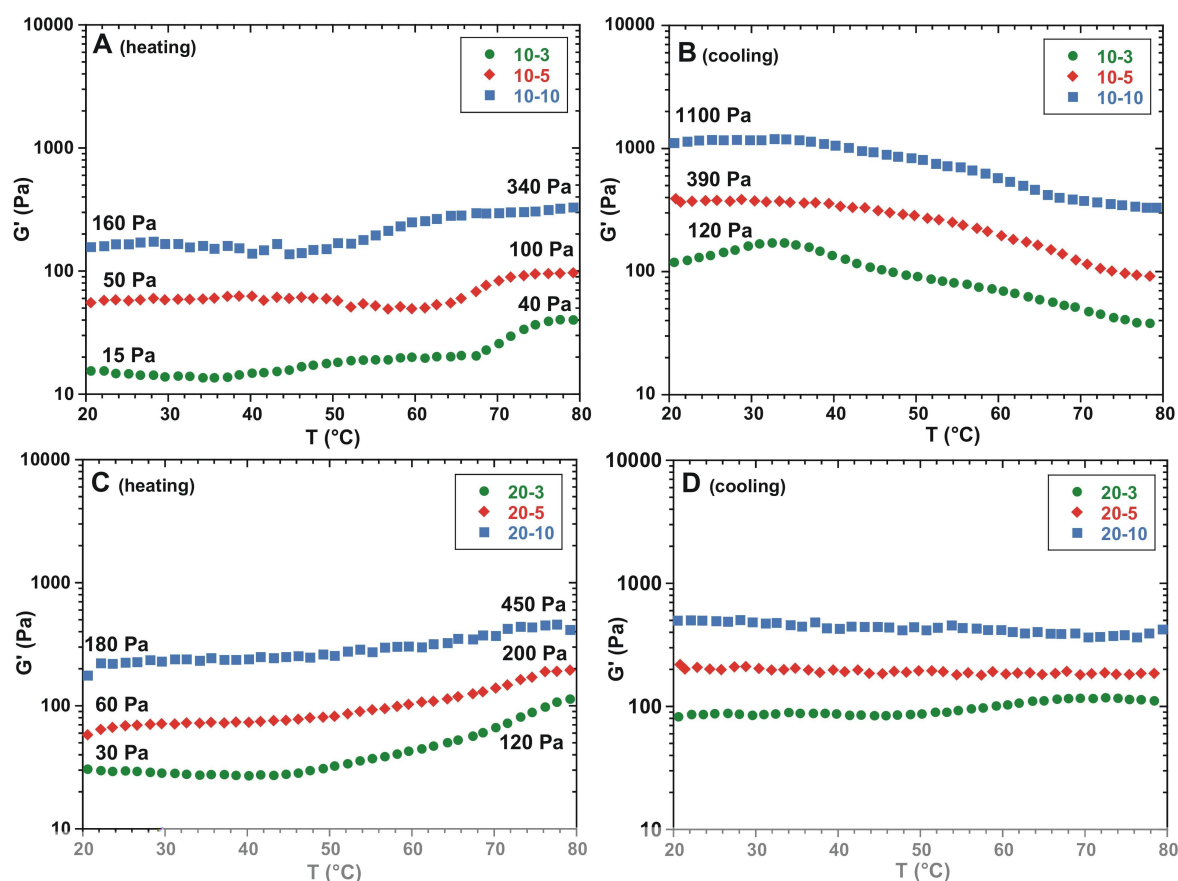 A (heating)
10-3
10-5
10-10
160 Pa
340 Pa
50 Pa
100 Pa
15 Pa
40 Pa
G' (Pa)
10000
1000
100
10
20 30 40 50 60 70 80
T (°C)
B (cooling)
10-3
10-5
10-10
1100 Pa
390 Pa
120 Pa
G' (Pa)
10000
1000
100
10
20 30 40 50 60 70 80
T (°C)
C (heating)
20-3
20-5
20-10
180 Pa
450 Pa
60 Pa
200 Pa
30 Pa
120 Pa
G' (Pa)
10000
1000
100
10
20 30 40 50 60 70 80
T (°C)
D (cooling)
20-3
20-5
20-10
G' (Pa)
10000
1000
100
10
20 30 40 50 60 70 80
T (°C)